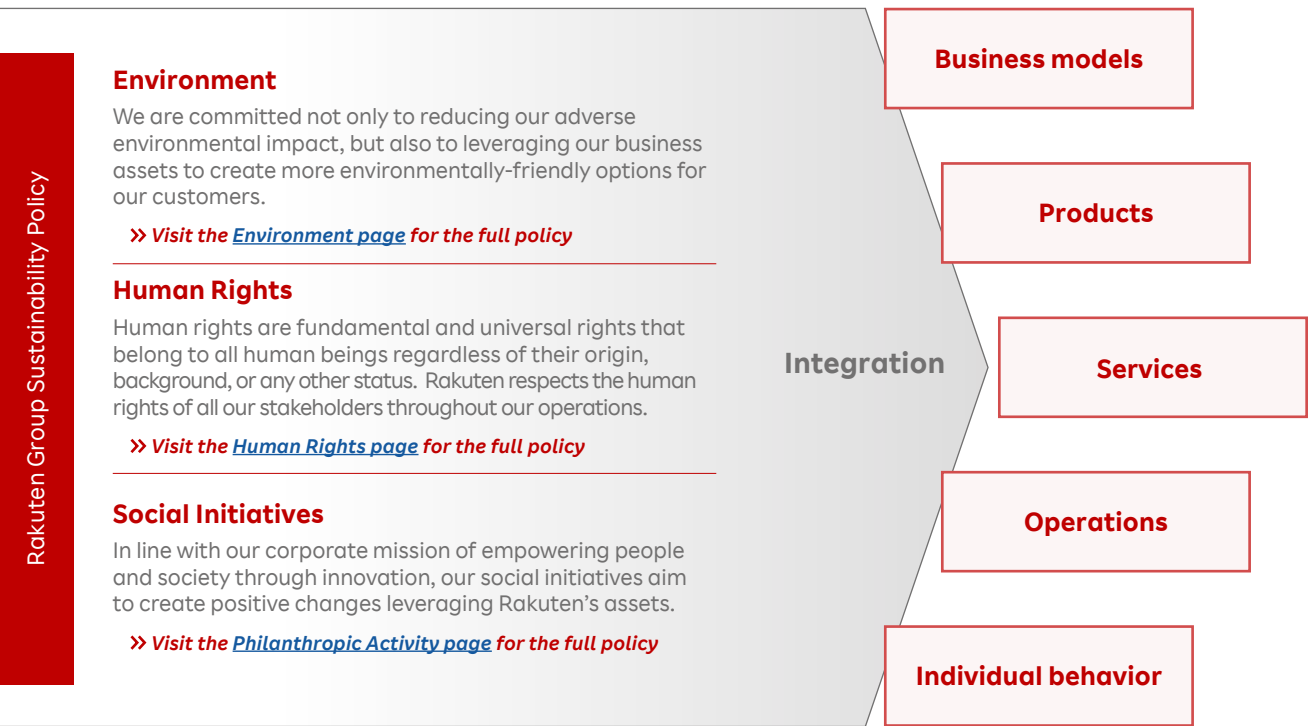 Rakuten Group Sustainability Policy
Environment
We are committed not only to reducing our adverse
environmental impact, but also to leveraging our business
assets to create more environmentally-friendly options for
our customers.
» Visit the Environment page for the full policy
Human Rights
Human rights are fundamental and universal rights that
belong to all human beings regardless of their origin,
background, or any other status. Rakuten respects the human
rights of all our stakeholders throughout our operations.
» Visit the Human Rights page for the full policy
Social Initiatives
In line with our corporate mission of empowering people
and society through innovation, our social initiatives aim
to create positive changes leveraging Rakuten’s assets.
» Visit the Philanthropic Activity page for the full policy
Integration
Business models
Products
Services
Operations
Individual behavior